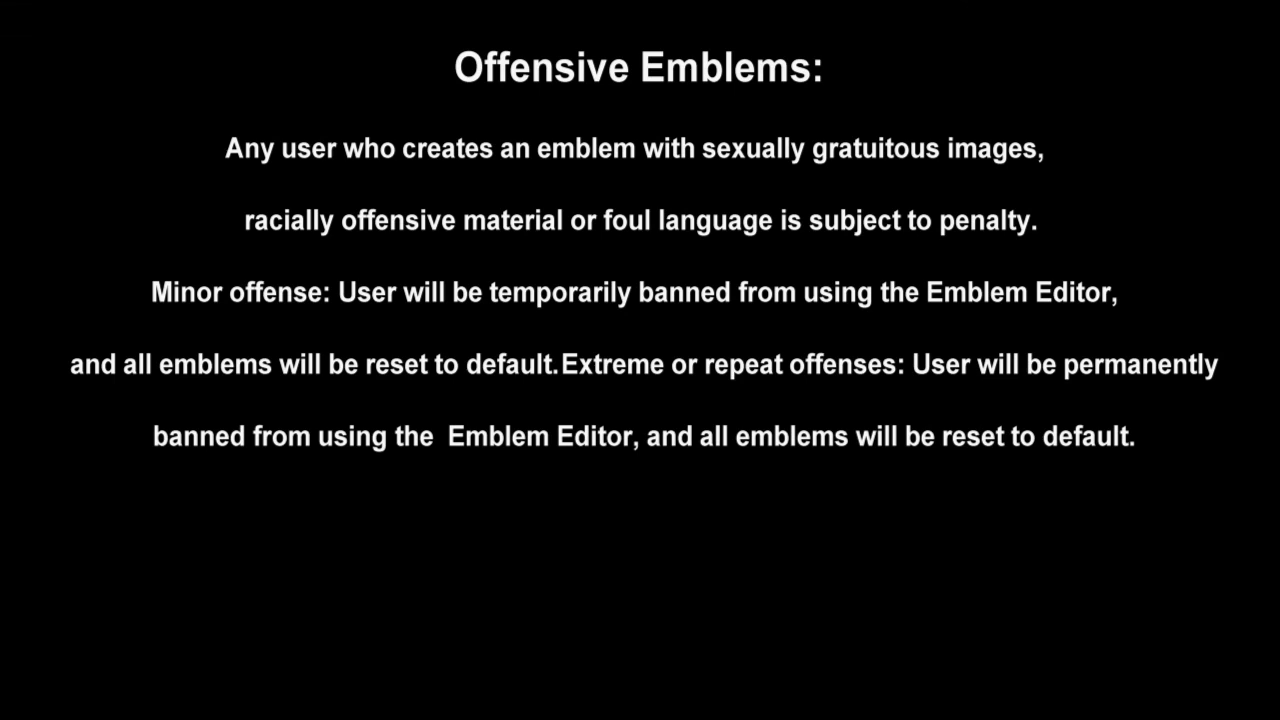 Offensive Emblems:
Any user who creates an emblem with sexually gratuitous images,
racially offensive material or foul language is subject to penalty.
Minor offense: User will be temporarily banned from using the Emblem Editor,
and all emblems will be reset to default.Extreme or repeat offenses: User will be permanently
banned from using the  Emblem Editor, and all emblems will be reset to default.